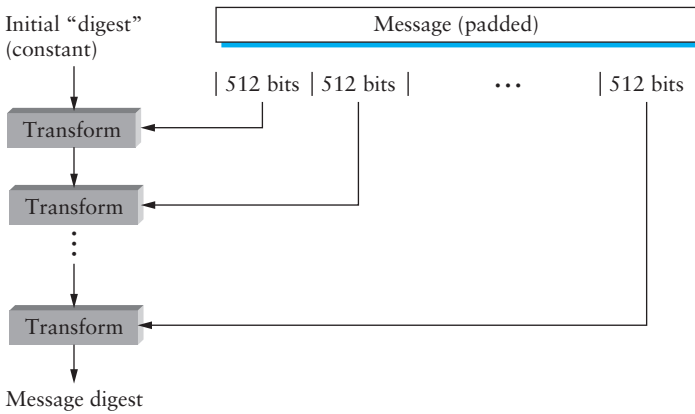 Initial “digest”
(constant)
Message (padded)
512 bits
512 bits
...
512 bits
Transform
Transform
Transform
Message digest